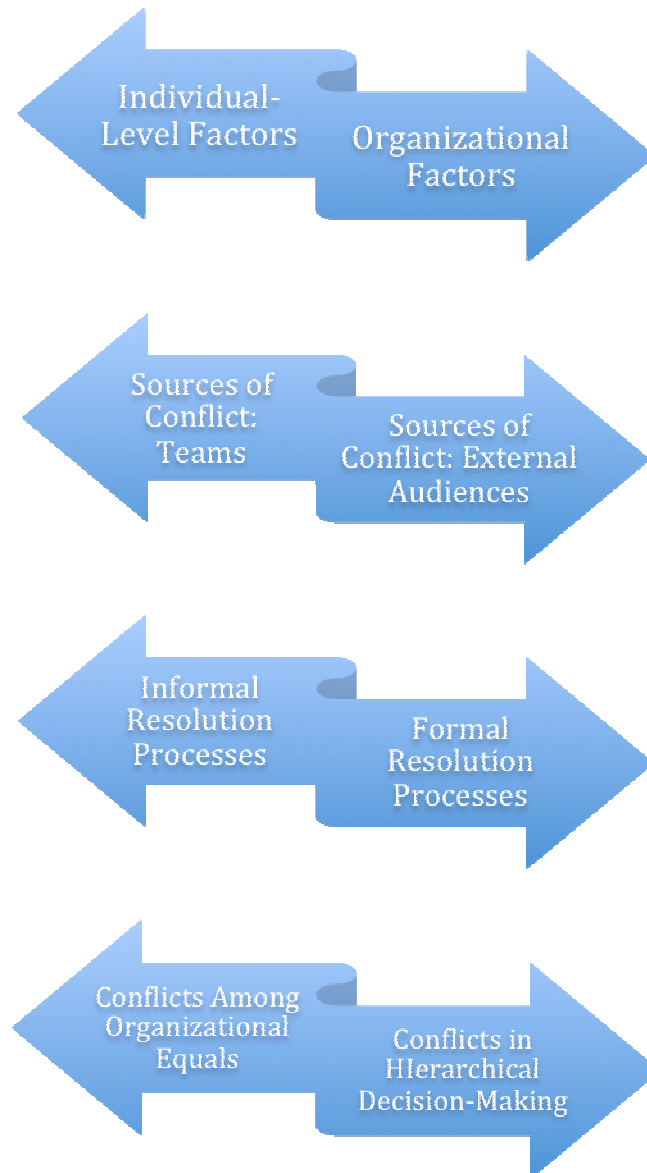 Individual-
Level Factors
Organizational
Factors
Sources of
Conflict:
Teams
Sources of
Conflict: External
Audiences
Informal
Resolution
Processes
Formal
Resolution
Processes
Conflicts Among
Organizational
Equals
Conflicts in
HIerarchical
Decision-Making